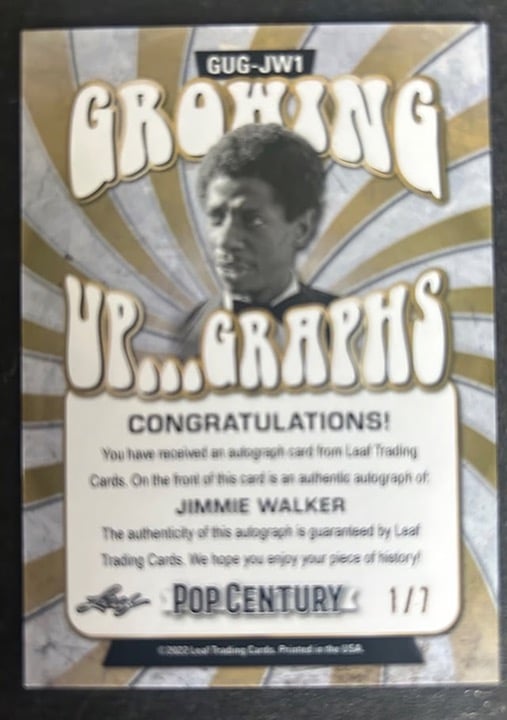 GUG-JW1
GROWING
UP...GRAPHS
CONGRATULATIONS!
You have received an autograph card from Leaf Trading
Cards. On the front of this card is an authentic autograph of:
JIMMIE WALKER
The authenticity of this autograph is guaranteed by Leaf
Trading Cards. We hope you enjoy your piece of history!
Leaf POP CENTURY 1/7
©2022 Leaf Trading Cards. Printed in the USA.